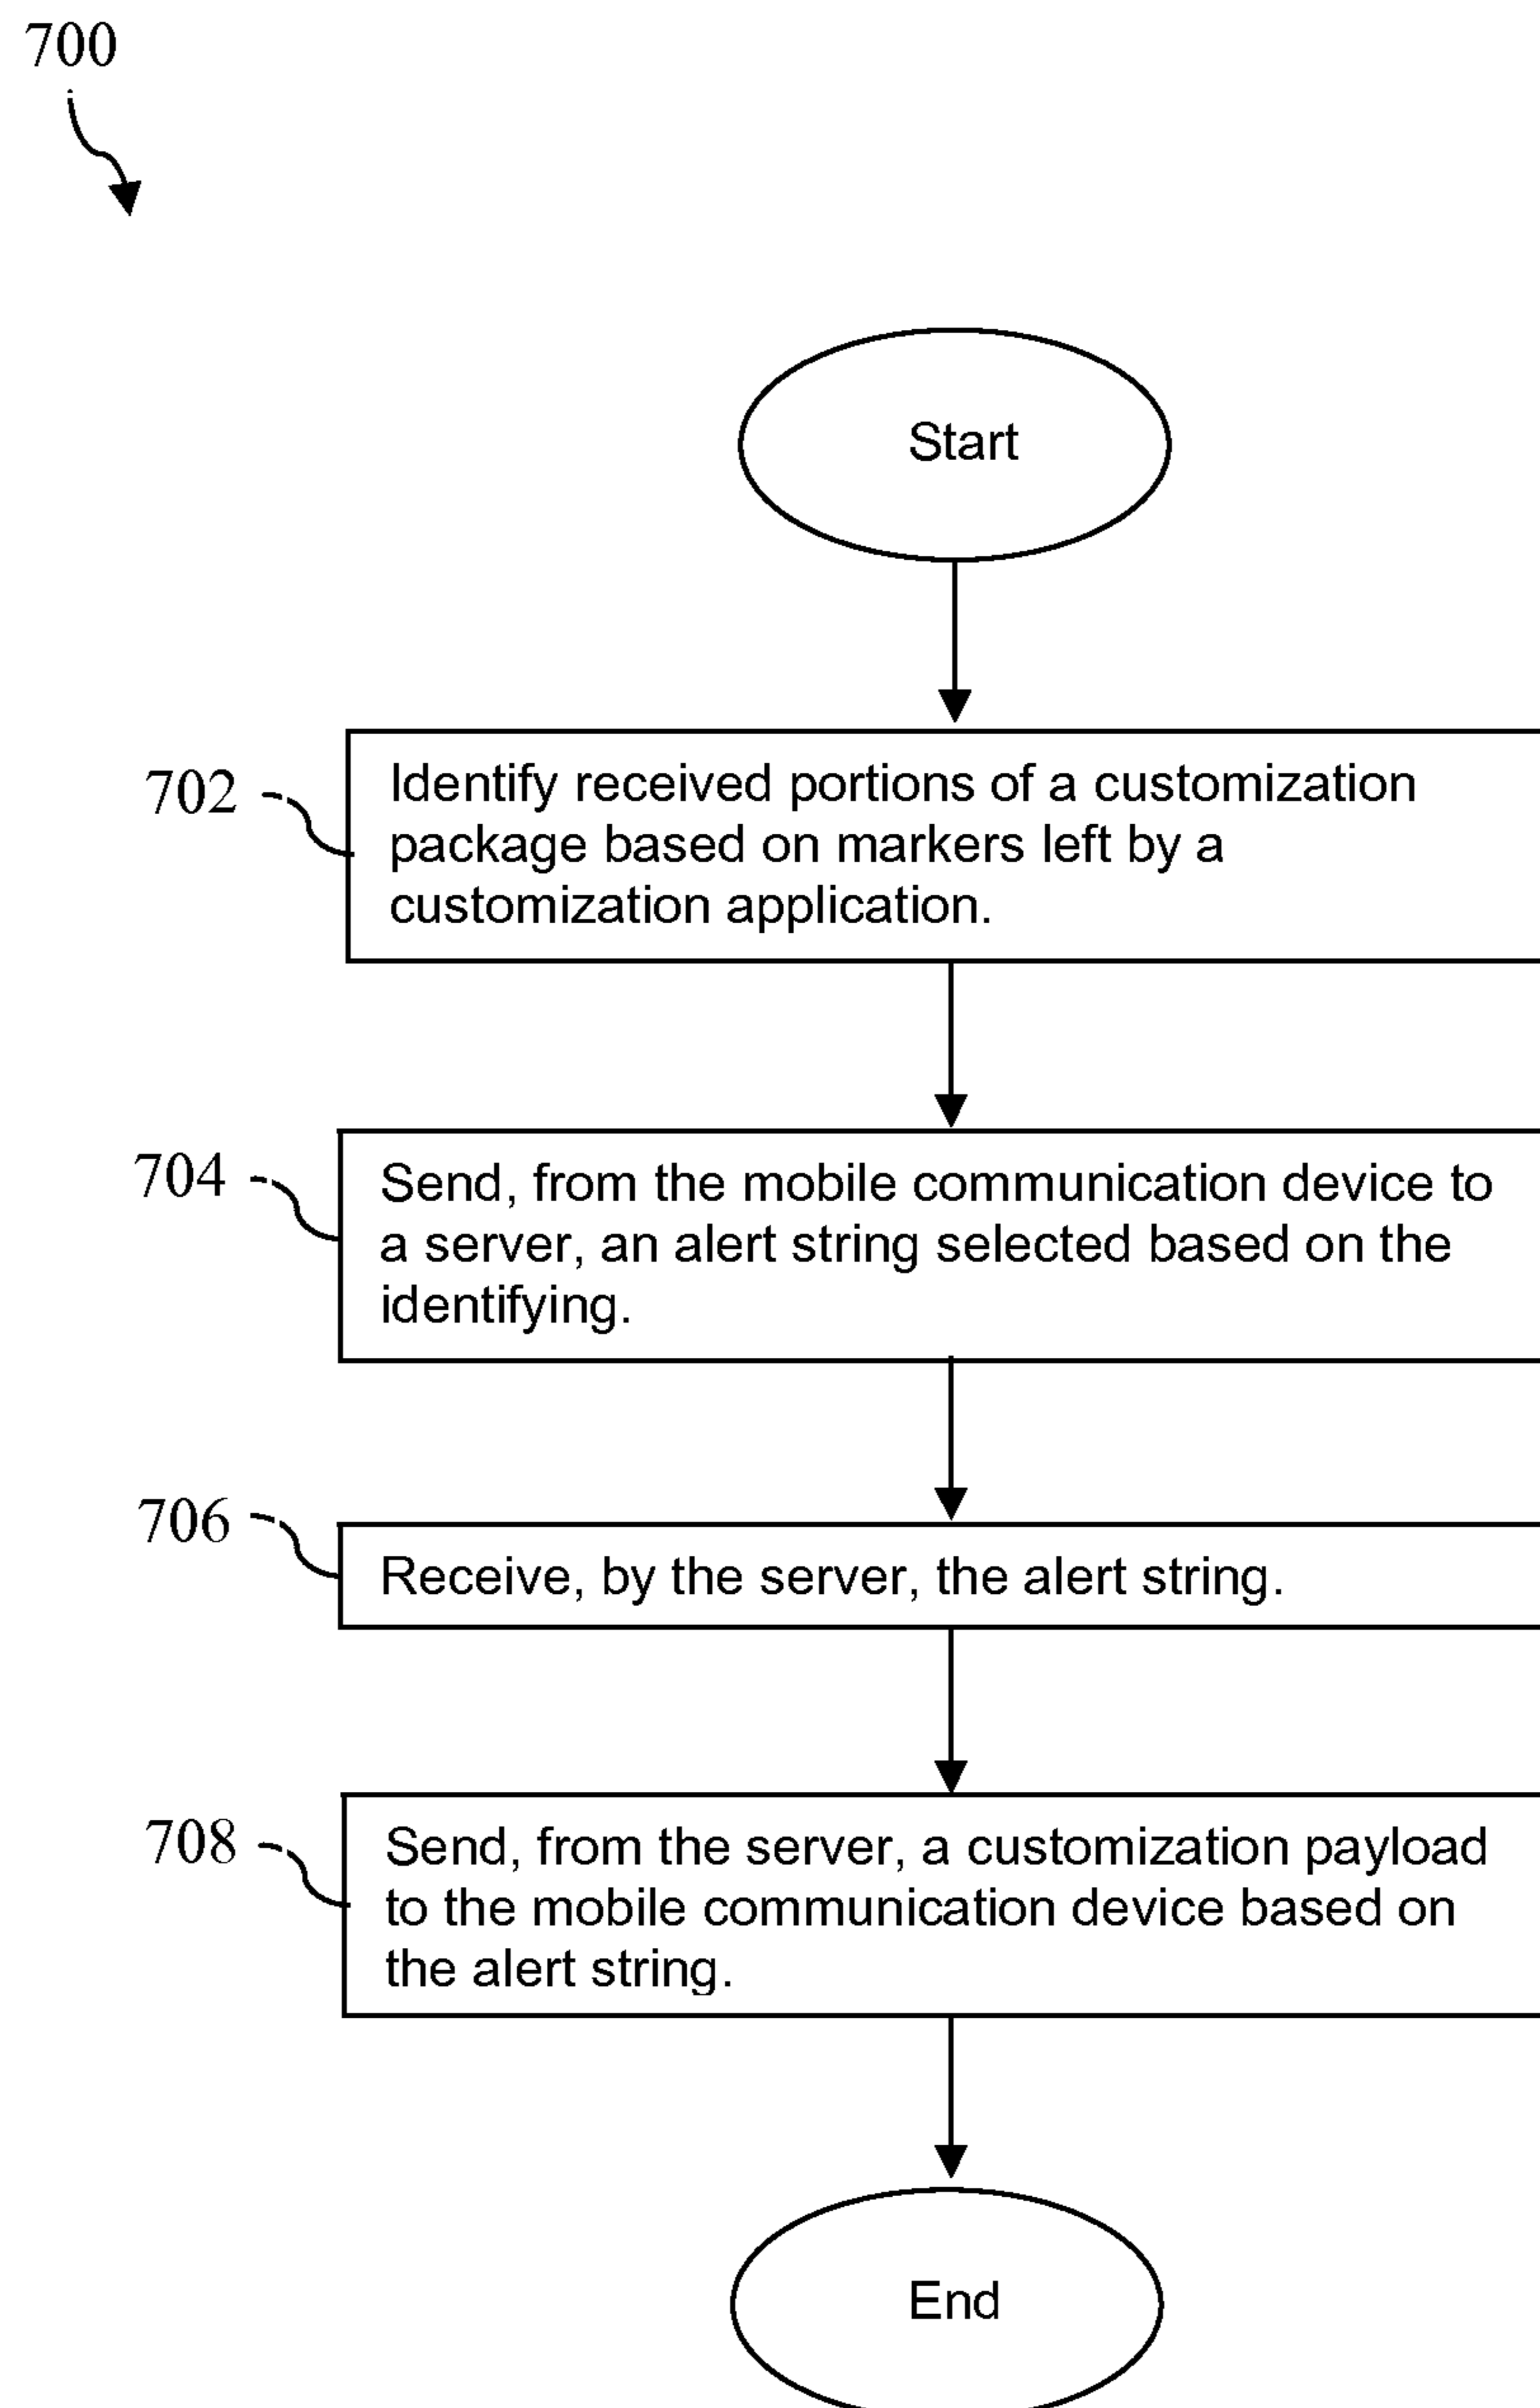 700
Start
702
Identify received portions of a customization
package based on markers left by a
customization application.
704
Send, from the mobile communication device to
a server, an alert string selected based on the
identifying.
706
Receive, by the server, the alert string.
708
Send, from the server, a customization payload
to the mobile communication device based on
the alert string.
End